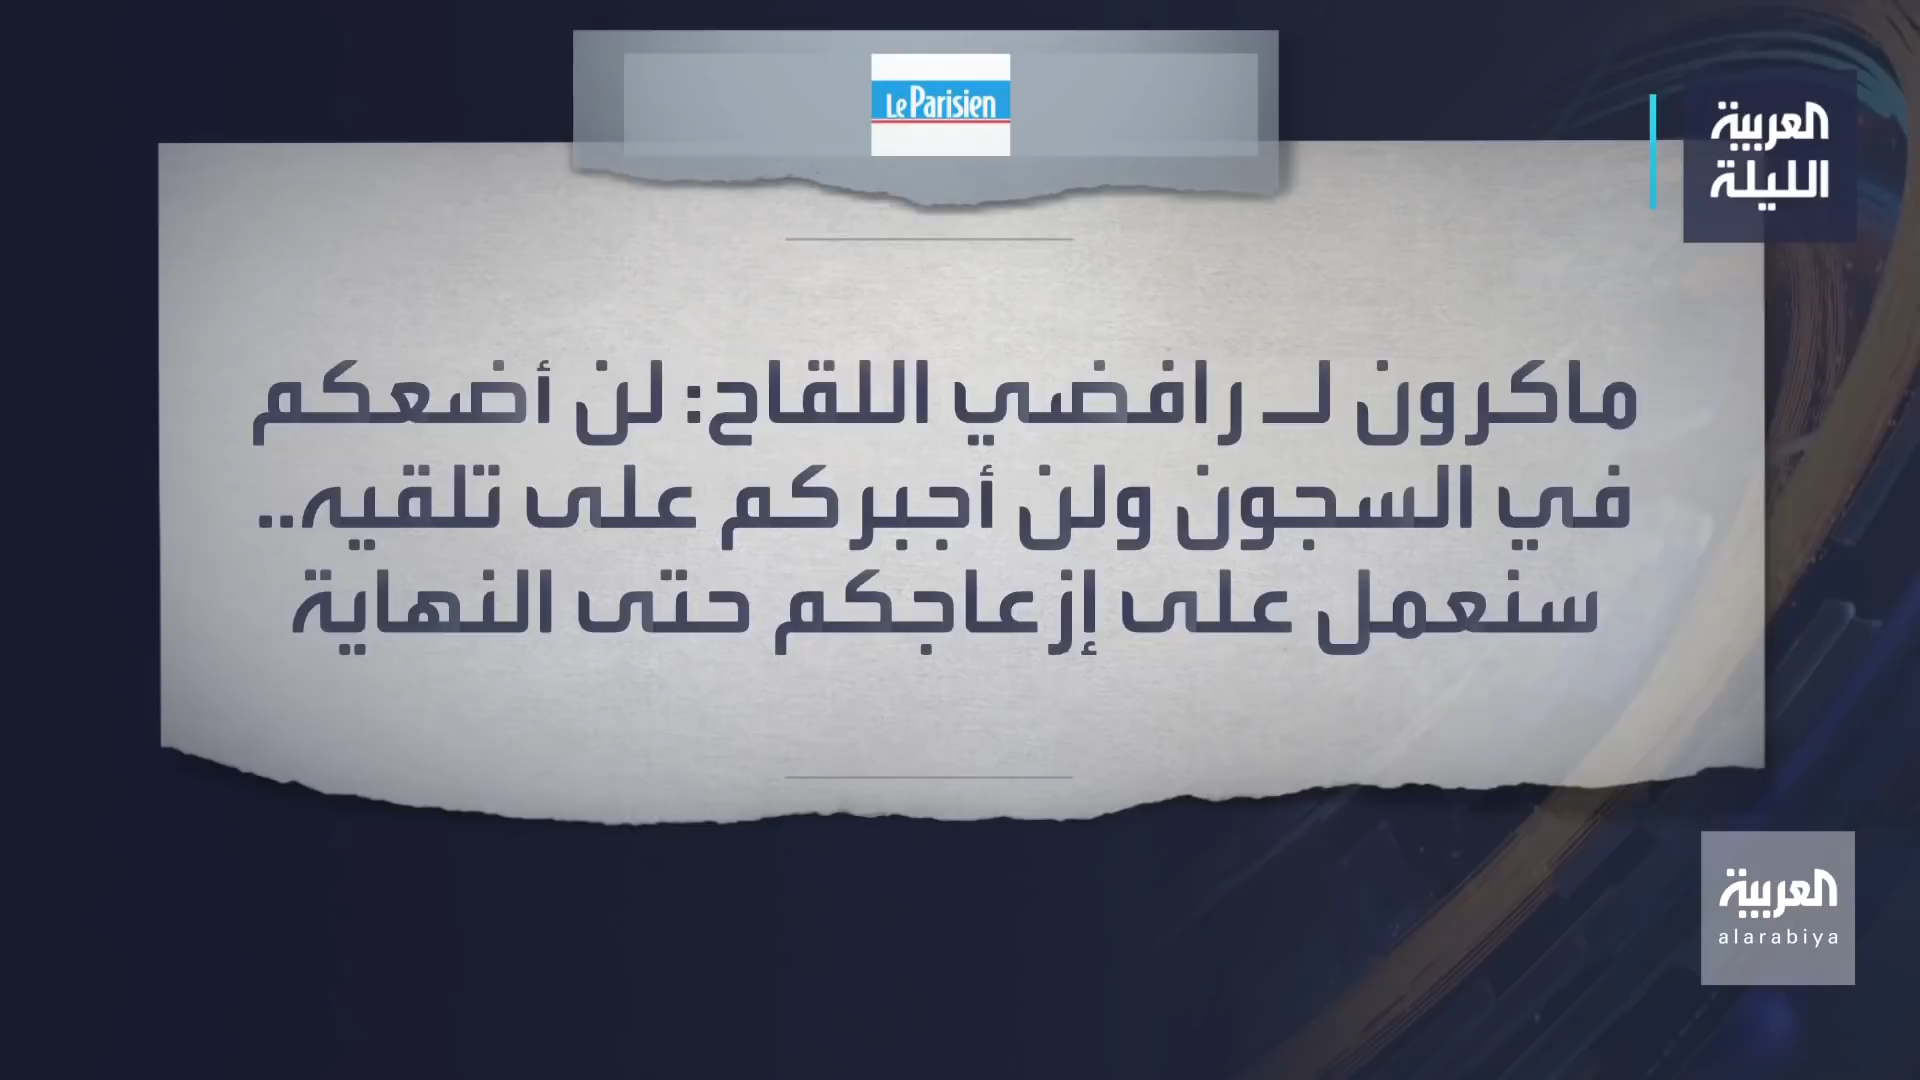 Le Parisien
العربية
الليلة
ماكرون لـ رافضي اللقاح: لن أضعكم
في السجون ولن أجبركم على تلقيه..
سنعمل على إزعاجكم حتى النهاية
العربية
alarabiya